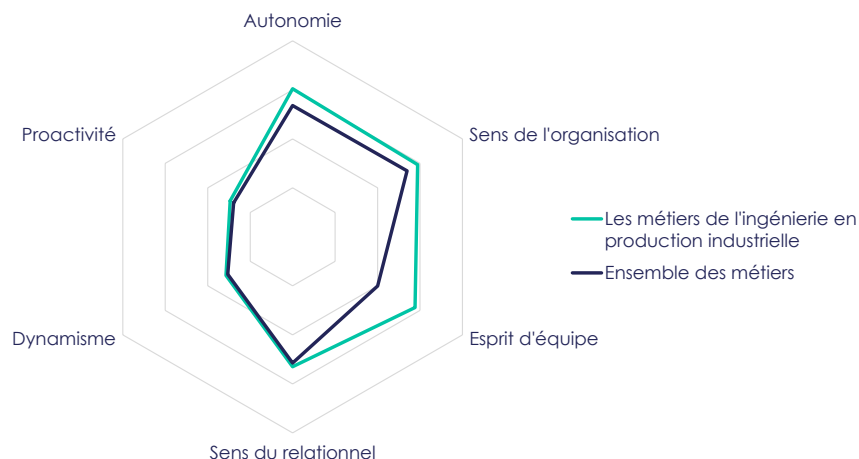 Autonomie
Proactivité
Sens de l'organisation
Les métiers de l'ingénierie en
production industrielle
Ensemble des métiers
Dynamisme
Esprit d'équipe
Sens du relationnel